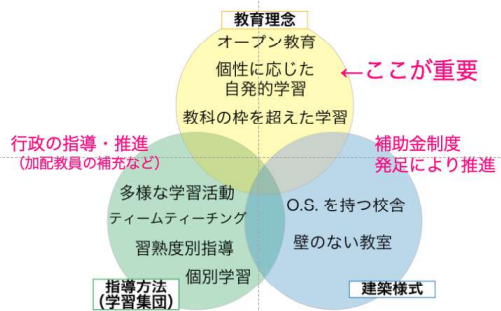 教育理念
オープン教育
個性に応じた
自発的学習
教科の枠を超えた学習
←ここが重要
行政の指導・推進
(加配教員の補充など)
補助金制度
発足により推進
多様な学習活動
ティームティーチング
習熟度別指導
個別学習
O.S. を持つ校舎
壁のない教室
指導方法
(学習集団)
建築様式